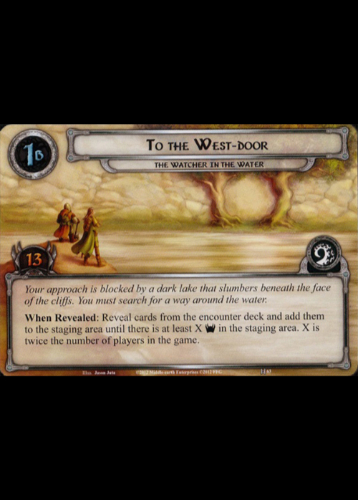 1B
TO THE WEST-DOOR
THE WATCHER IN THE WATER
13
Your approach is blocked by a dark lake that slumbers beneath the face
of the cliffs. You must search for a way around the water.
When Revealed: Reveal cards from the encounter deck and add them
to the staging area until there is at least X in the staging area. X is
twice the number of players in the game.
Illus. Jason Juta